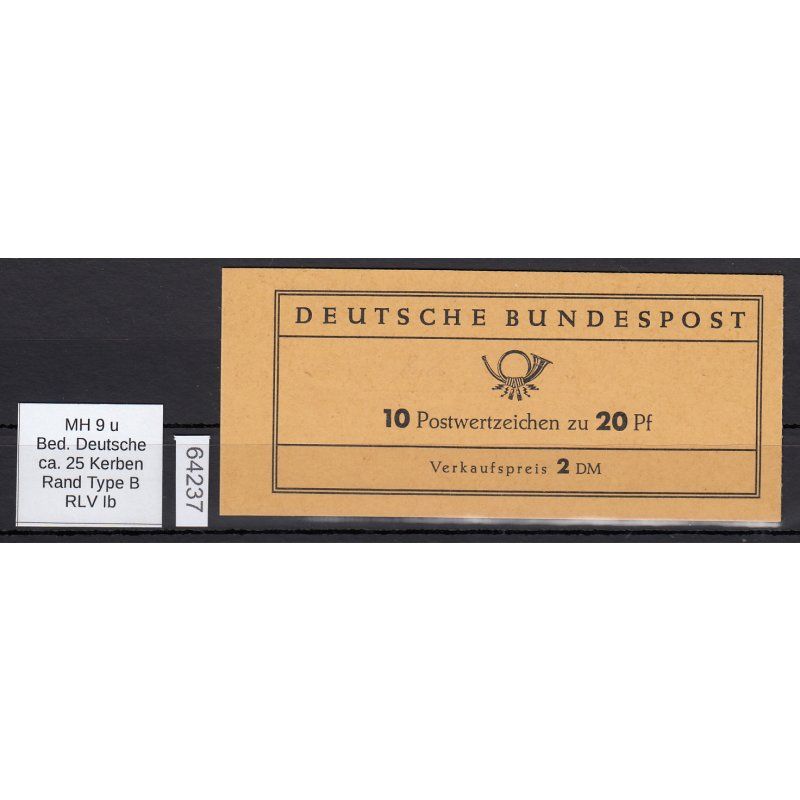 MH 9 u
Bed. Deutsche
ca. 25 Kerben
Rand Type B
RLV Ib
64237
DEUTSCHE BUNDESPOST
10 Postwertzeichen zu 20 Pf
Verkaufspreis 2 DM